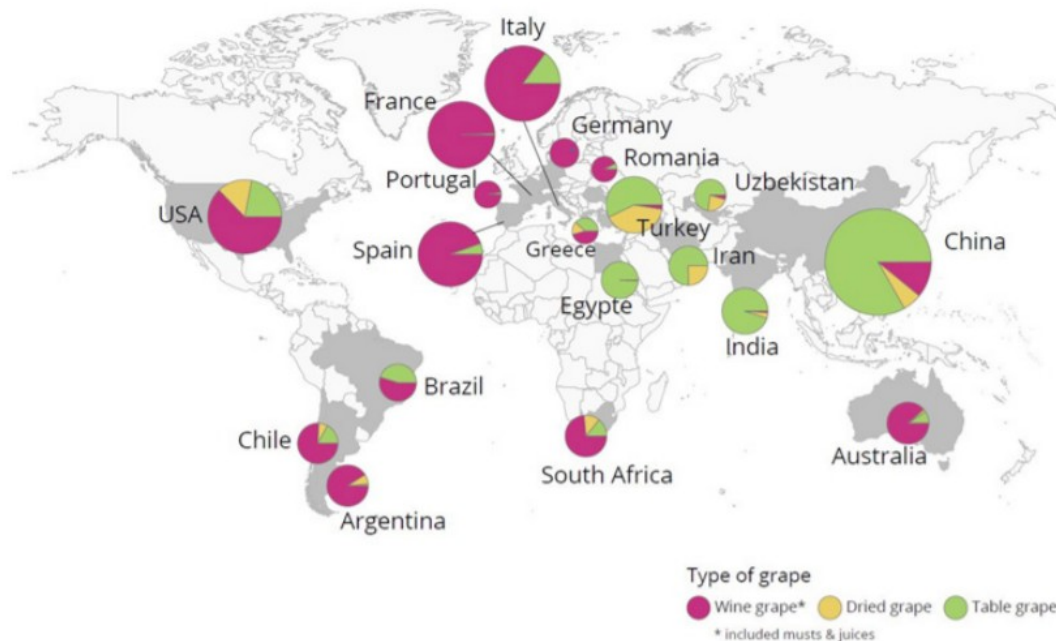 Italy
France
Germany
Romania
Portugal
Uzbekistan
USA
Turkey
China
Spain
Greece
Iran
Egypte
India
Brazil
Chile
South Africa
Australia
Argentina
Type of grape
Wine grape* Dried grape Table grape
* included musts & juices